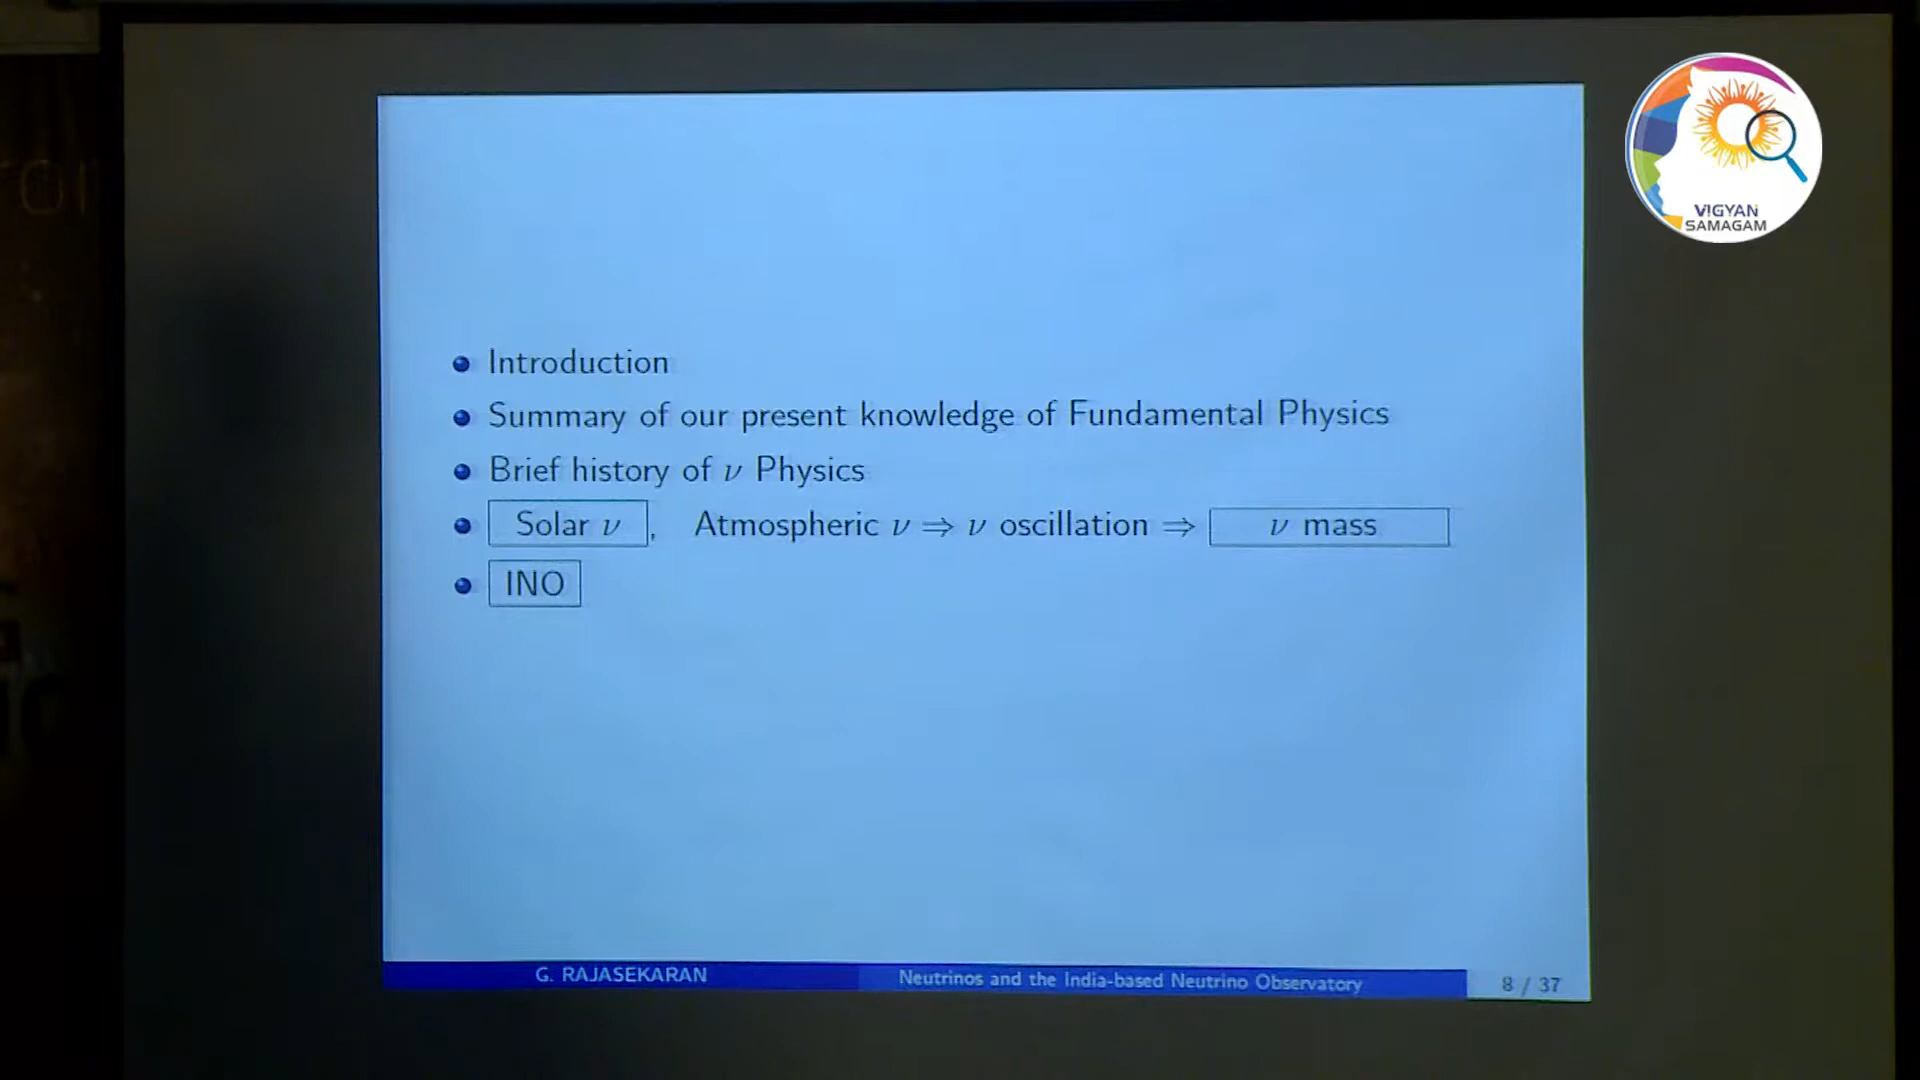 VIGYAN
SAMAGAM
Introduction
Summary of our present knowledge of Fundamental Physics
Brief history of ν Physics
Solar ν, Atmospheric ν ⇒ ν oscillation ⇒ ν mass
INO
G. RAJASEKARAN Neutrinos and the India-based Neutrino Observatory 8 / 37